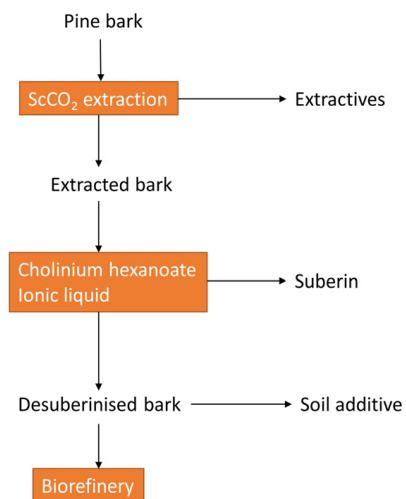 Pine bark
ScCO₂ extraction
Extractives
Extracted bark
Cholinium hexanoate
Ionic liquid
Suberin
Desuberinised bark
Soil additive
Biorefinery